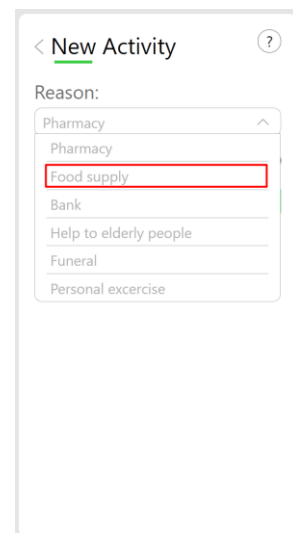 < New Activity ?
Reason:
Pharmacy
Pharmacy
Food supply
Bank
Help to elderly people
Funeral
Personal excercise